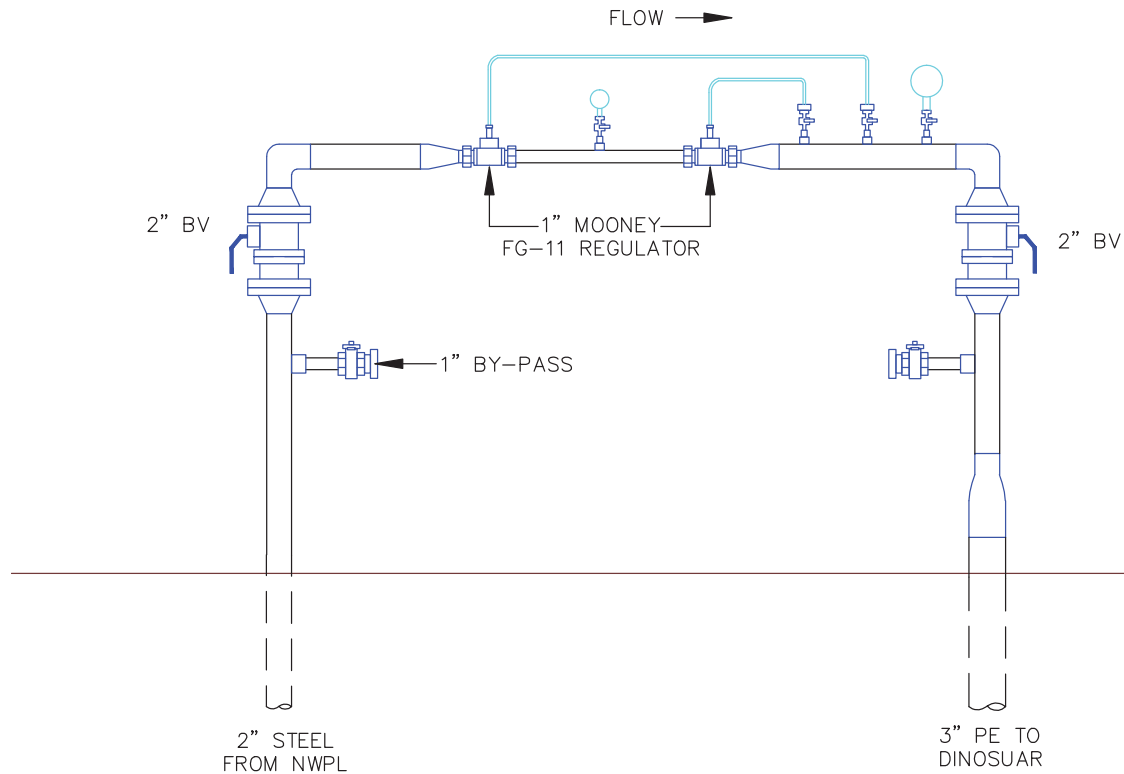 FLOW
2” BV
1” MOONEY
FG-11 REGULATOR
2” BV
1” BY-PASS
2” STEEL
FROM NWPL
3” PE TO
DINOSUAR